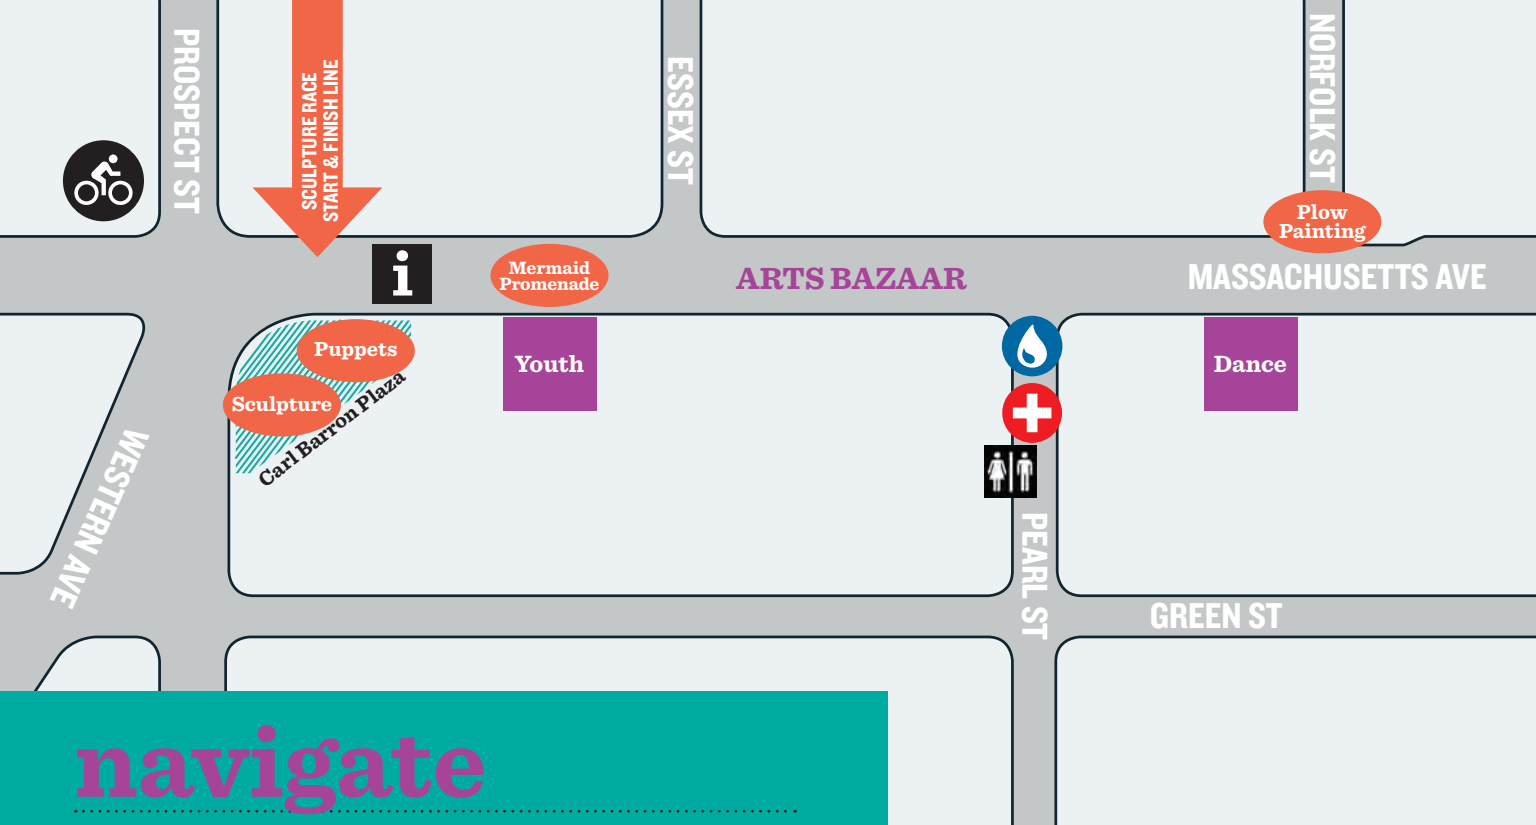 PROSPECT ST
SCULPTURE RACE
START & FINISH LINE
ESSEX ST
NORFOLK ST
Plow
Painting
i
Mermaid
Promenade
ARTS BAZAAR
MASSACHUSETTS AVE
Puppets
Sculpture
Carl Barron Plaza
Youth
Dance
WESTERN AVE
PEARL ST
GREEN ST
navigate